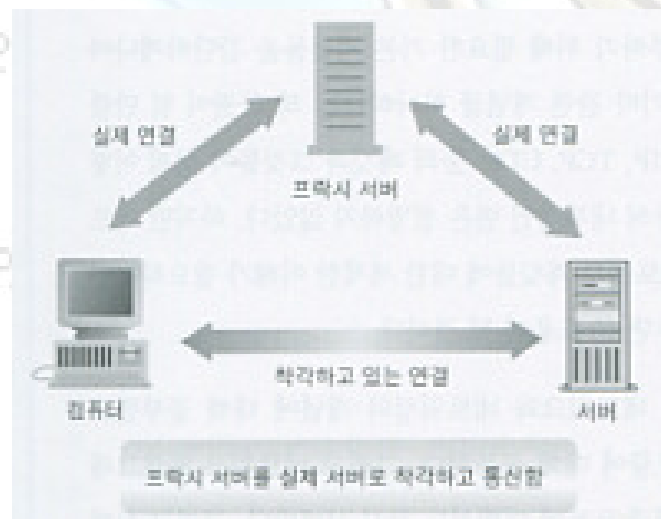 실제 연결
실제 연결
프락시 서버
착각하고 있는 연결
컴퓨터
서버
프락시 서버를 실제 서버로 착각하고 통신함